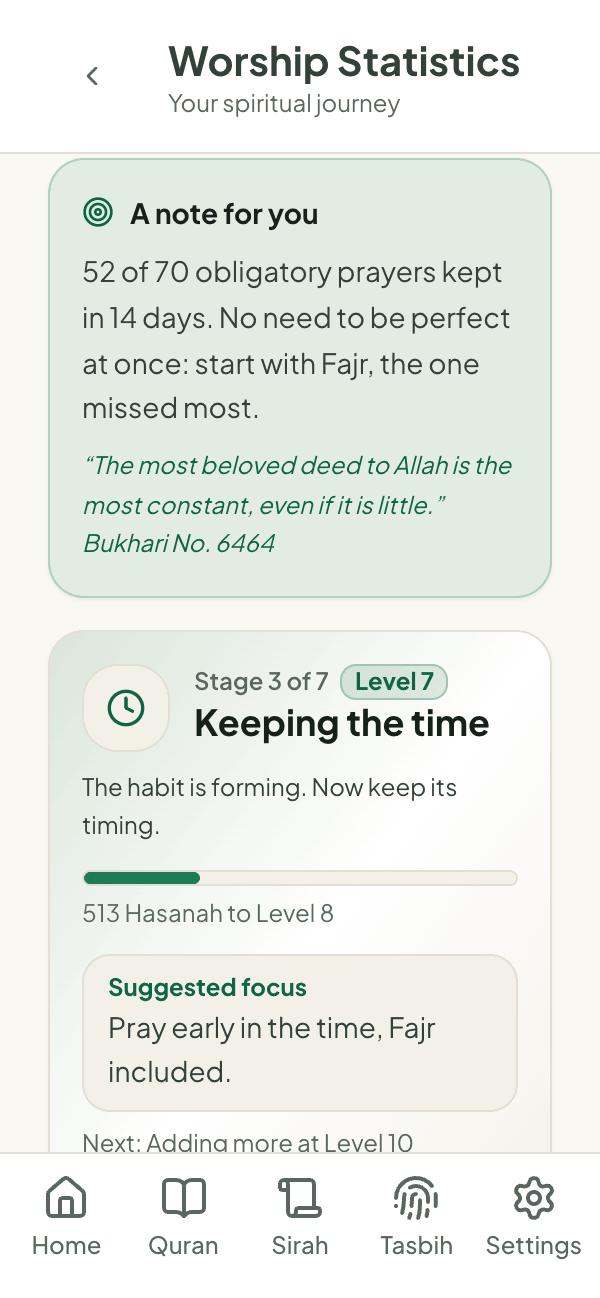 Worship Statistics
Your spiritual journey
A note for you
52 of 70 obligatory prayers kept
in 14 days. No need to be perfect
at once: start with Fajr, the one
missed most.
“The most beloved deed to Allah is the
most constant, even if it is little.”
Bukhari No. 6464
Stage 3 of 7 Level 7
Keeping the time
The habit is forming. Now keep its
timing.
513 Hasanah to Level 8
Suggested focus
Pray early in the time, Fajr
included.
Next: Adding more at Level 10
Home Quran Sirah Tasbih Settings